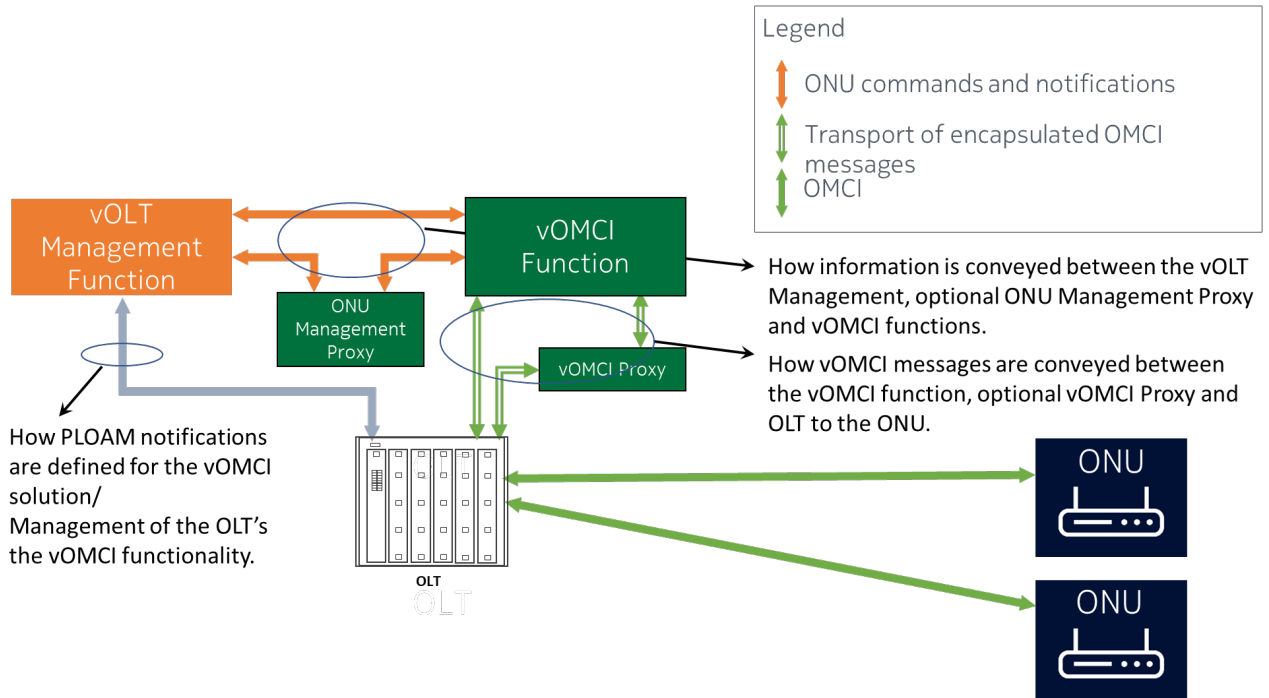 Legend
ONU commands and notifications
Transport of encapsulated OMCI
messages
OMCI
vOLT
Management
Function
vOMCI
Function
ONU
Management
Proxy
vOMCI Proxy
How information is conveyed between the vOLT
Management, optional ONU Management Proxy
and vOMCI functions.
How vOMCI messages are conveyed between
the vOMCI function, optional vOMCI Proxy and
OLT to the ONU.
How PLOAM notifications
are defined for the vOMCI
solution/
Management of the OLT's
the vOMCI functionality.
OLT
OLT
ONU
ONU